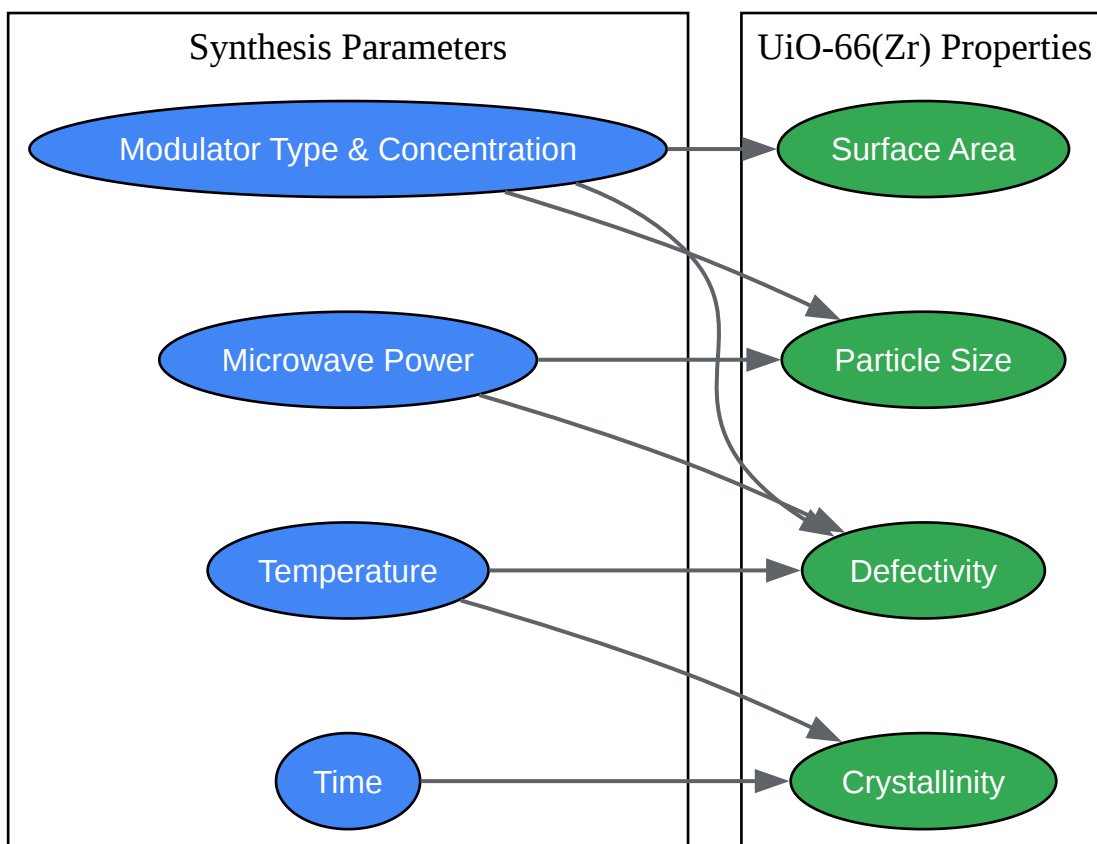 Synthesis Parameters
UiO-66(Zr) Properties
Modulator Type & Concentration
Surface Area
Microwave Power
Particle Size
Temperature
Defectivity
Time
Crystallinity